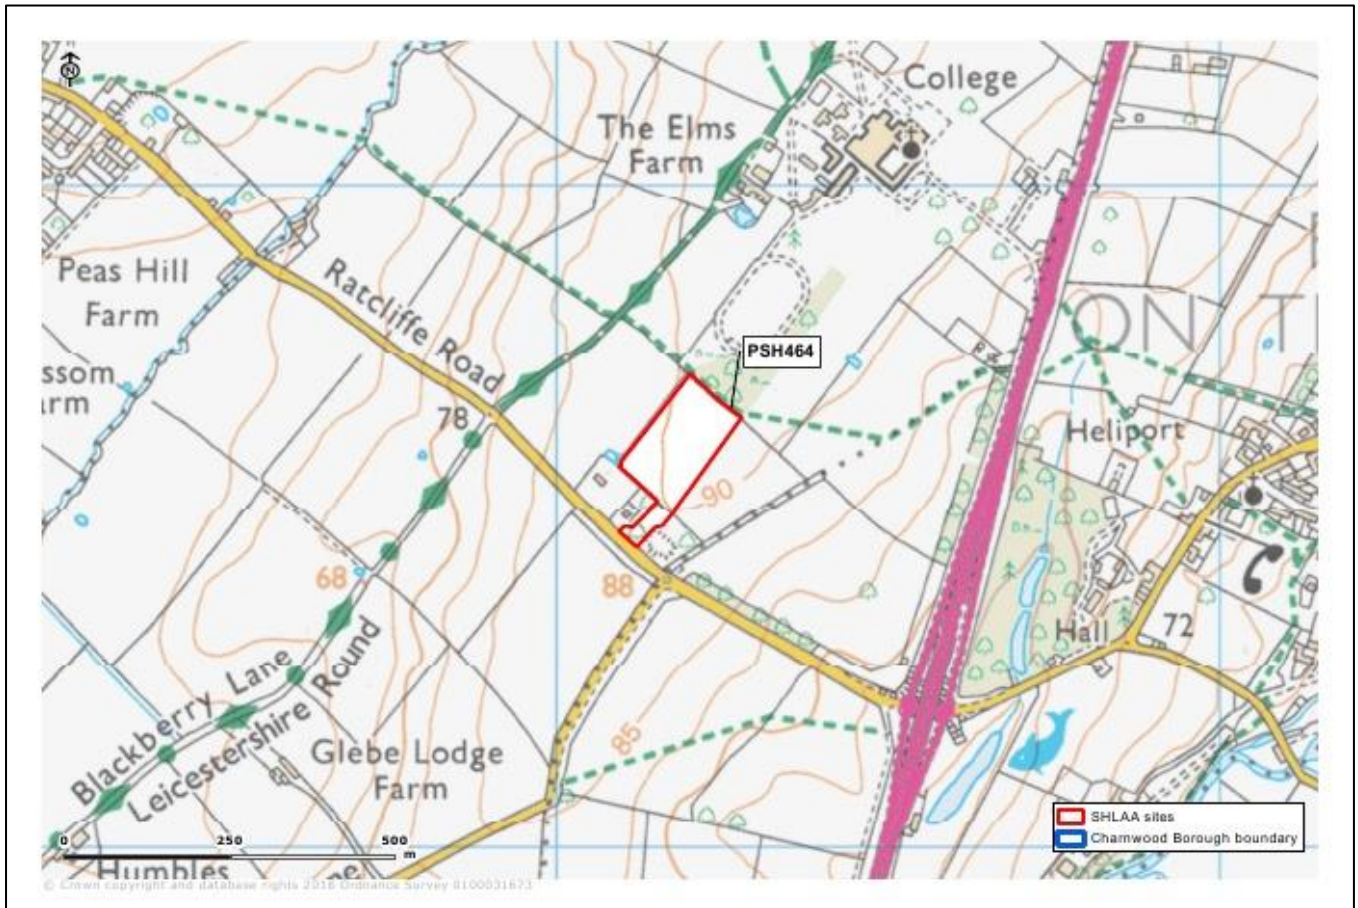 N
College
The Elms
Farm
Peas Hill
Farm
Ratcliffe Road
ON
PSH464
ssom
arm
78
Heliport
90
68
88
Hall
72
Blackberry Lane
Leicestershire Round
85
Glebe Lodge
Farm
0 250 500
m
Humbles
SHLAA sites
Charnwood Borough boundary
© Crown copyright and database rights 2016 Ordnance Survey 0100031673